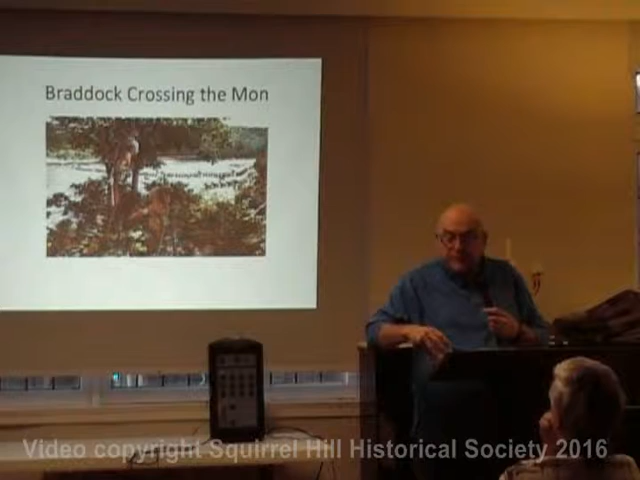 Braddock Crossing the Mon
Video copyright Squirrel Hill Historical Society 2016